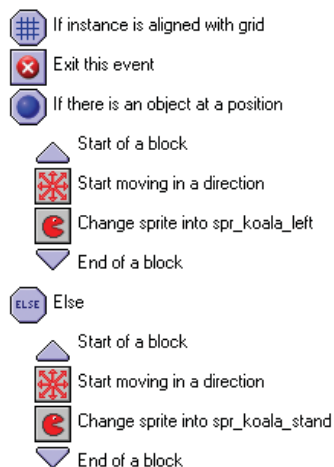 If instance is aligned with grid
Exit this event
If there is an object at a position
Start of a block
Start moving in a direction
Change sprite into spr_koala_left
End of a block
ELSE Else
Start of a block
Start moving in a direction
Change sprite into spr_koala_stand
End of a block